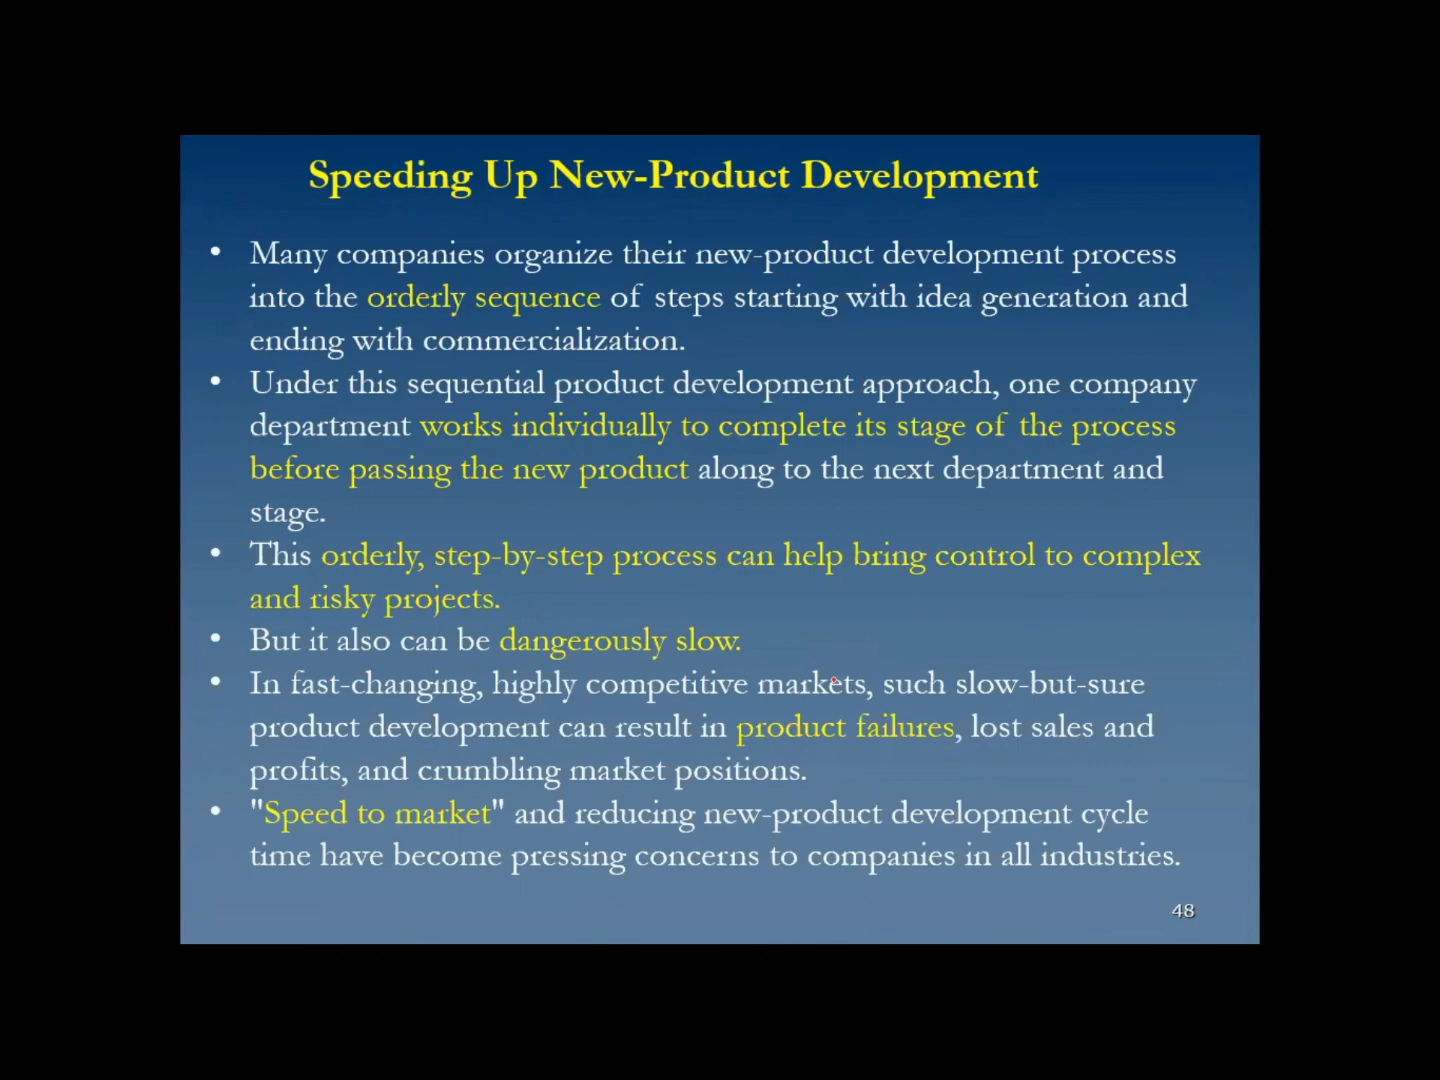 Speeding Up New-Product Development
• Many companies organize their new-product development process
into the orderly sequence of steps starting with idea generation and
ending with commercialization.
• Under this sequential product development approach, one company
department works individually to complete its stage of the process
before passing the new product along to the next department and
stage.
• This orderly, step-by-step process can help bring control to complex
and risky projects.
• But it also can be dangerously slow.
• In fast-changing, highly competitive markets, such slow-but-sure
product development can result in product failures, lost sales and
profits, and crumbling market positions.
• "Speed to market" and reducing new-product development cycle
time have become pressing concerns to companies in all industries.
48